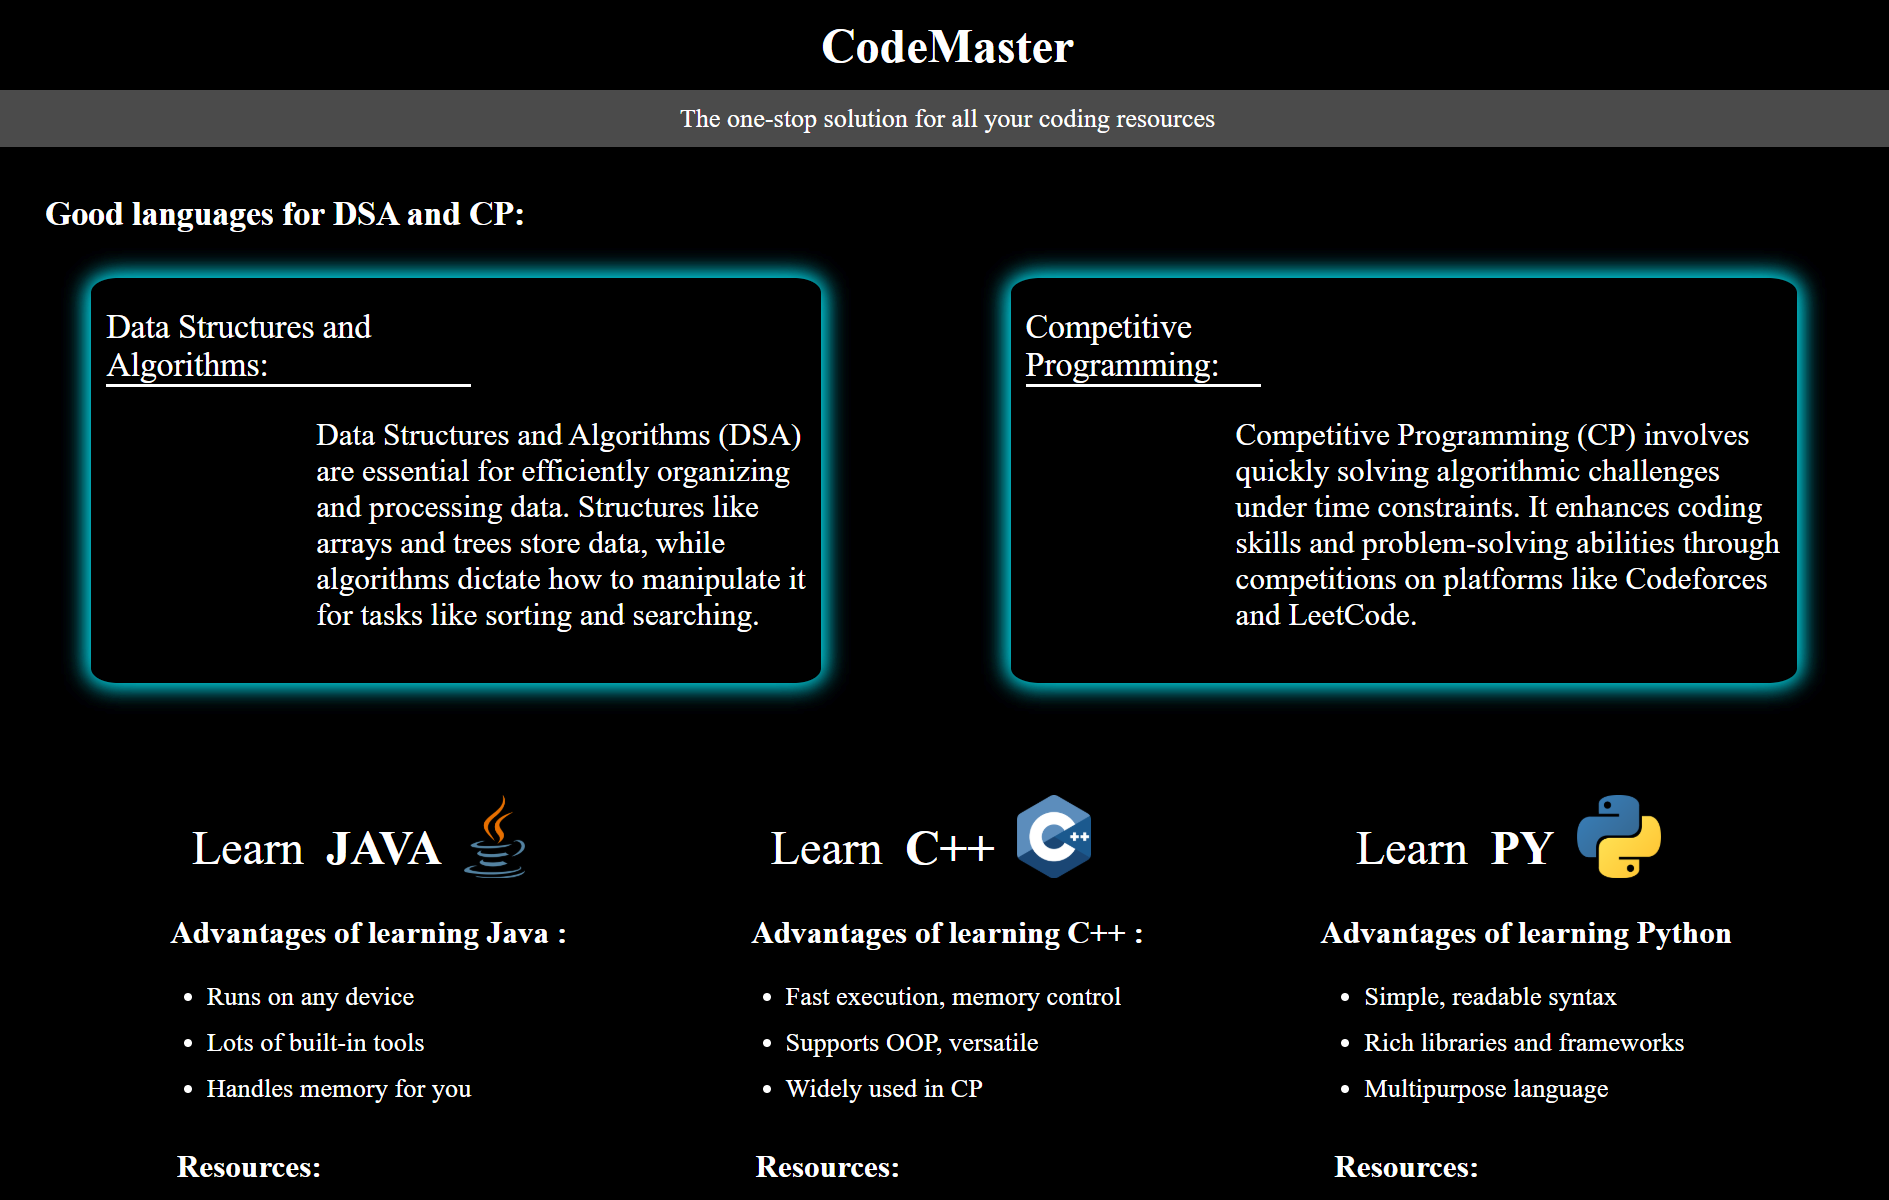 CodeMaster
The one-stop solution for all your coding resources
Good languages for DSA and CP:
Data Structures and
Algorithms:
Data Structures and Algorithms (DSA)
are essential for efficiently organizing
and processing data. Structures like
arrays and trees store data, while
algorithms dictate how to manipulate it
for tasks like sorting and searching.
Competitive
Programming:
Competitive Programming (CP) involves
quickly solving algorithmic challenges
under time constraints. It enhances coding
skills and problem-solving abilities through
competitions on platforms like Codeforces
and LeetCode.
Learn JAVA
Advantages of learning Java :
• Runs on any device
• Lots of built-in tools
• Handles memory for you
Resources:
Learn C++
C++
Advantages of learning C++ :
• Fast execution, memory control
• Supports OOP, versatile
• Widely used in CP
Resources:
Learn PY
Advantages of learning Python
• Simple, readable syntax
• Rich libraries and frameworks
• Multipurpose language
Resources: